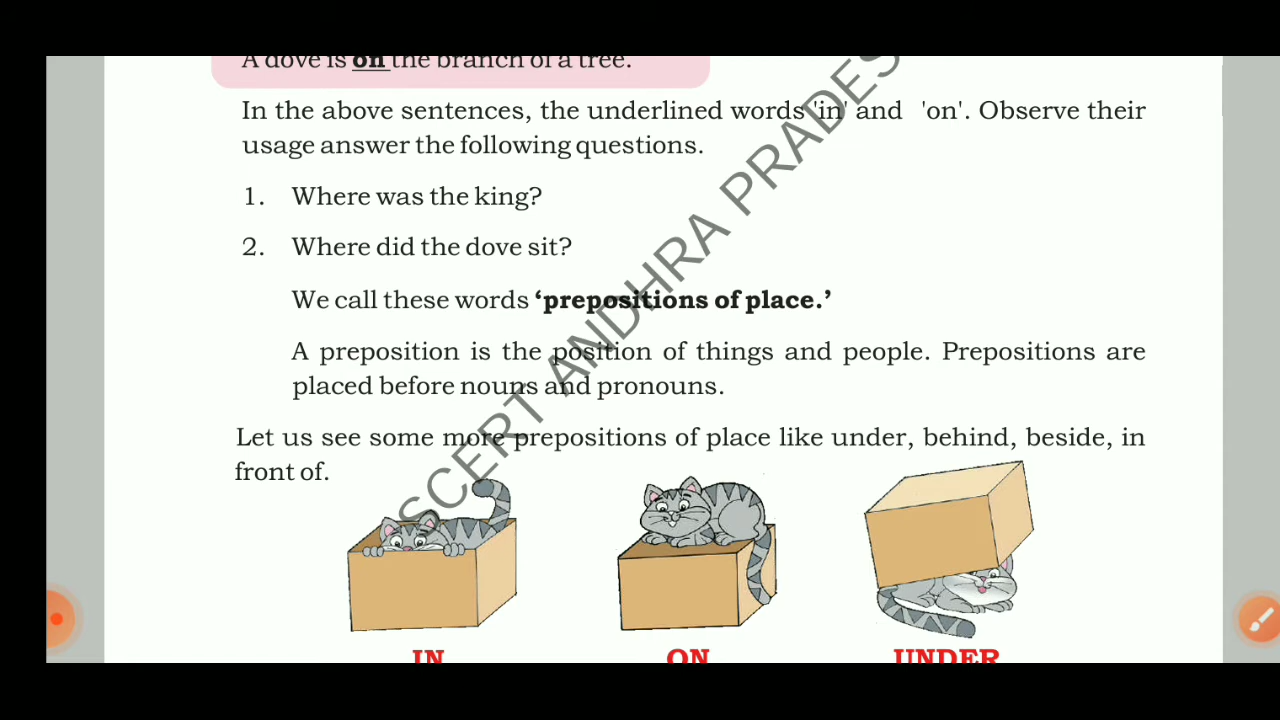 A dove is on the branch of a tree.
In the above sentences, the underlined words 'in' and 'on'. Observe their
usage answer the following questions.
1. Where was the king?
2. Where did the dove sit?
We call these words ‘prepositions of place.’
A preposition is the position of things and people. Prepositions are
placed before nouns and pronouns.
Let us see some more prepositions of place like under, behind, beside, in
front of.
SCERT ANDHRA PRADES
IN ON UNDER